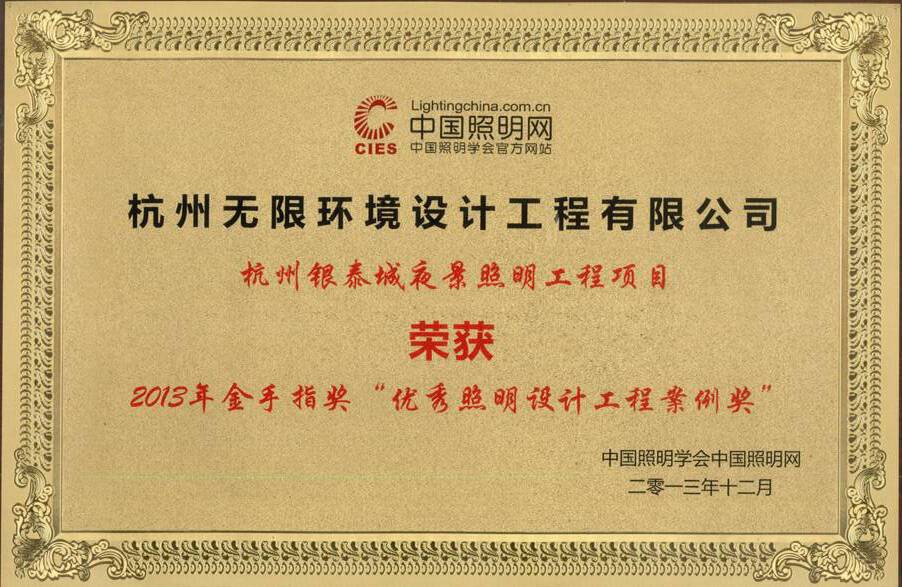 Lightingchina.com.cn
中国照明网
CIES
中国照明学会官方网站
杭州无限环境设计工程有限公司
杭州银泰城夜景照明工程项目
荣获
2013年金手指奖“优秀照明设计工程案例奖”
中国照明学会中国照明网
二零一三年十二月